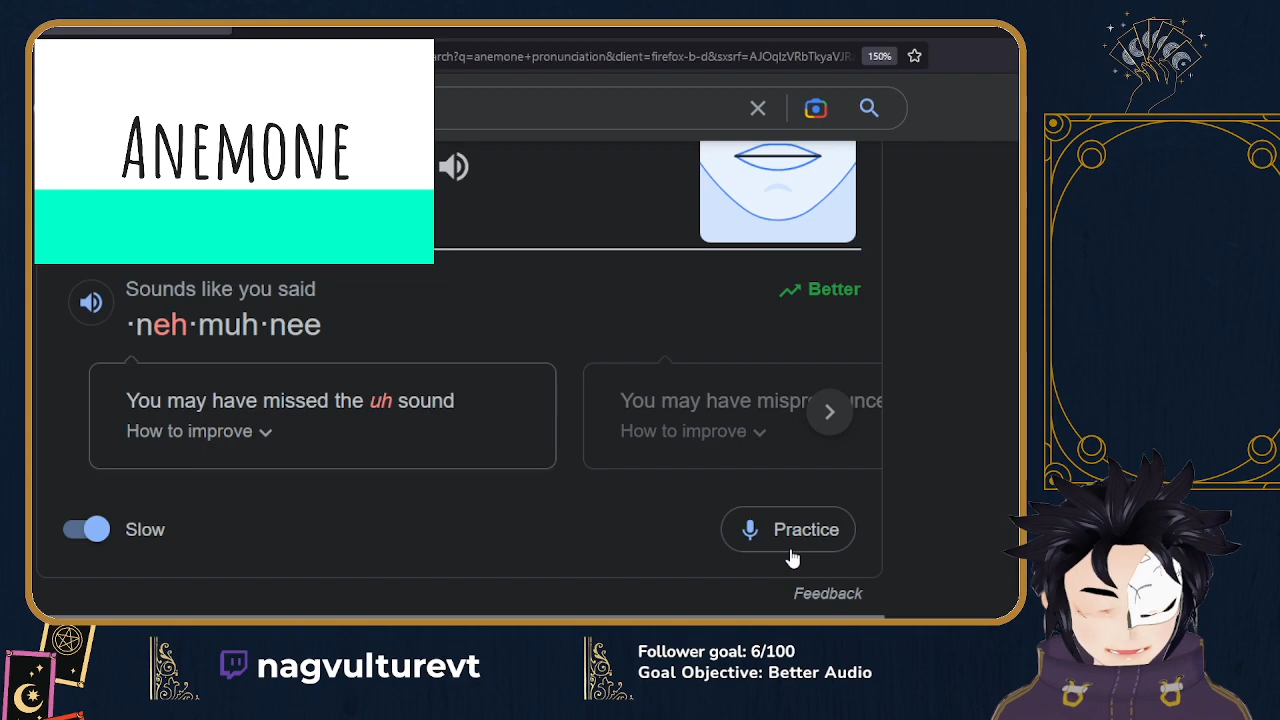 rch?q=anemone+pronunciation&client=firefox-b-d&sxsrf=AJOqlzVRbTkyaVJR
150%
ANEMONE
Sounds like you said
Better
·neh·muh·nee
You may have missed the uh sound
You may have mispr unce
How to improve
How to improve
Slow
Practice
Feedback
nagvulturevt
Follower goal: 6/100
Goal Objective: Better Audio